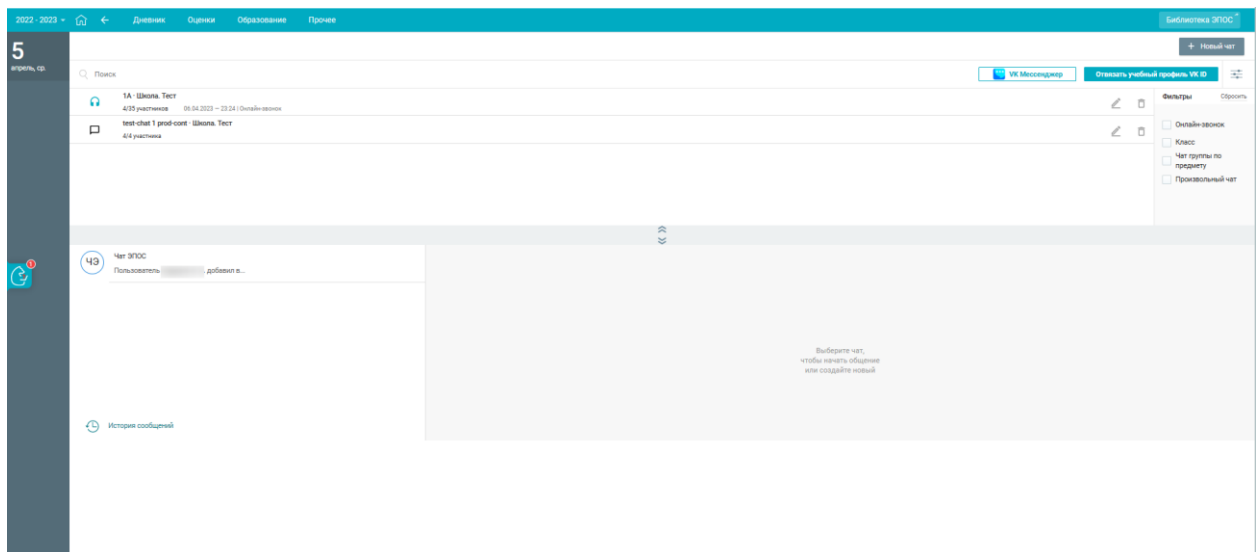 2022 - 2023
Дневник Оценки Образование Прочее
Библиотека ЭПОС
5
апрель, ср.
+ Новый чат
Поиск
VK Мессенджер
Отвязать учебный профиль VK ID
1А - Школа. Тест
4/35 участников 06.04.2023 — 23:24 | Онлайн-звонок
Фильтры Сбросить
test-chat 1 prod-cont - Школа. Тест
4/4 участника
Онлайн-звонок
Класс
Чат группы по
предмету
Произвольный чат
ЧЭ
Чат ЭПОС
Пользователь добавил в...
1
Выберите чат,
чтобы начать общение
или создайте новый
История сообщений